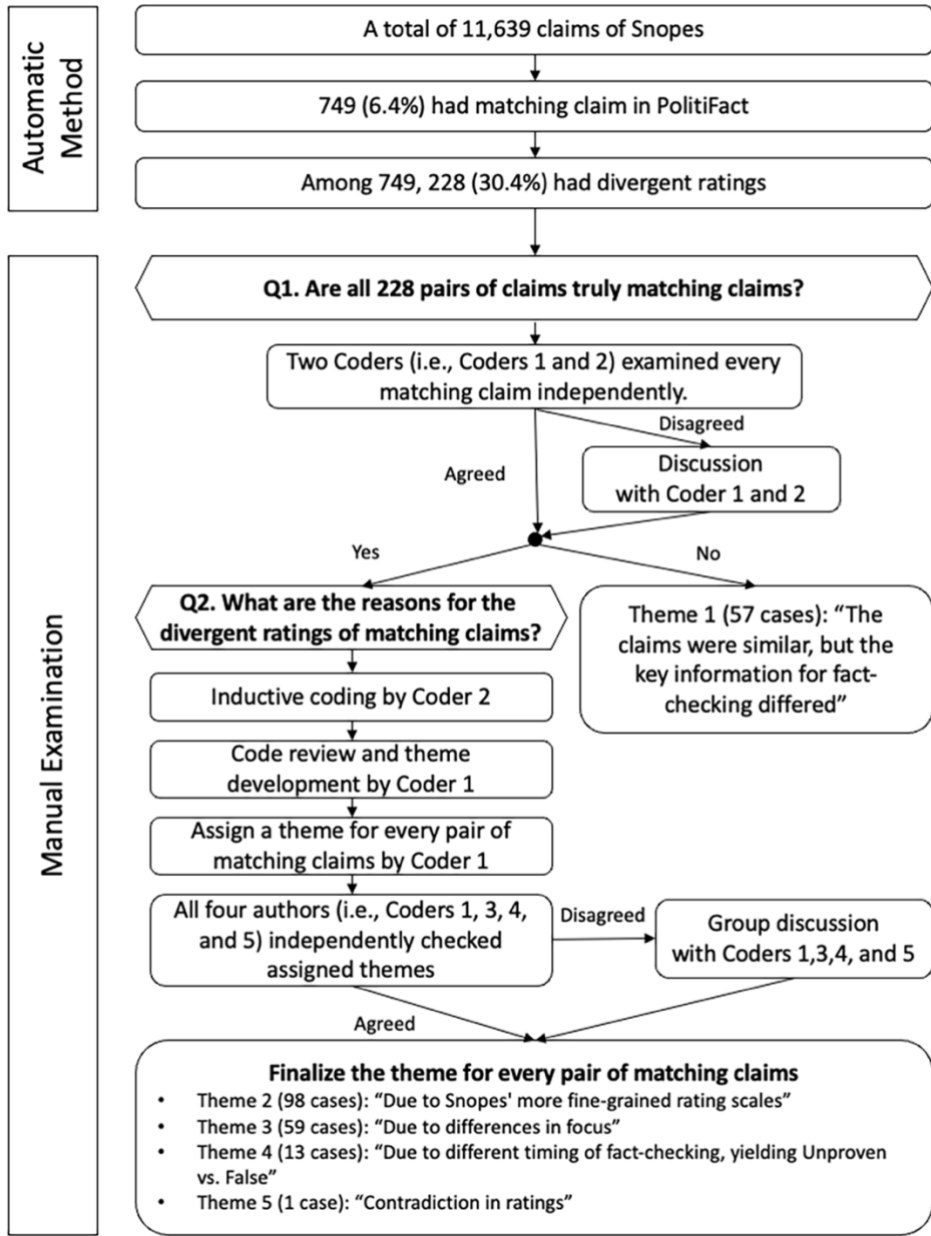 Automatic
Method
A total of 11,639 claims of Snopes
749 (6.4%) had matching claim in PolitiFact
Among 749, 228 (30.4%) had divergent ratings
Manual Examination
Q1. Are all 228 pairs of claims truly matching claims?
Two Coders (i.e., Coders 1 and 2) examined every
matching claim independently.
Disagreed
Agreed
Discussion
with Coder 1 and 2
Yes
No
Q2. What are the reasons for the
divergent ratings of matching claims?
Theme 1 (57 cases): “The
claims were similar, but the
key information for fact-
checking differed”
Inductive coding by Coder 2
Code review and theme
development by Coder 1
Assign a theme for every pair of
matching claims by Coder 1
All four authors (i.e., Coders 1, 3, 4,
and 5) independently checked
assigned themes
Disagreed
Group discussion
with Coders 1,3,4, and 5
Agreed
Finalize the theme for every pair of matching claims
• Theme 2 (98 cases): “Due to Snopes' more fine-grained rating scales”
• Theme 3 (59 cases): “Due to differences in focus”
• Theme 4 (13 cases): “Due to different timing of fact-checking, yielding Unproven
vs. False”
• Theme 5 (1 case): “Contradiction in ratings”